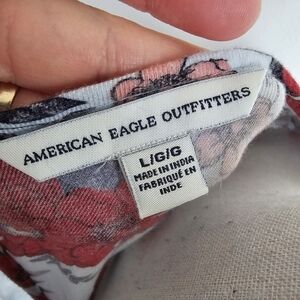 AMERICAN EAGLE OUTFITTERS
L/G/G
MADE IN INDIA
FABRIQUÉ EN
INDE